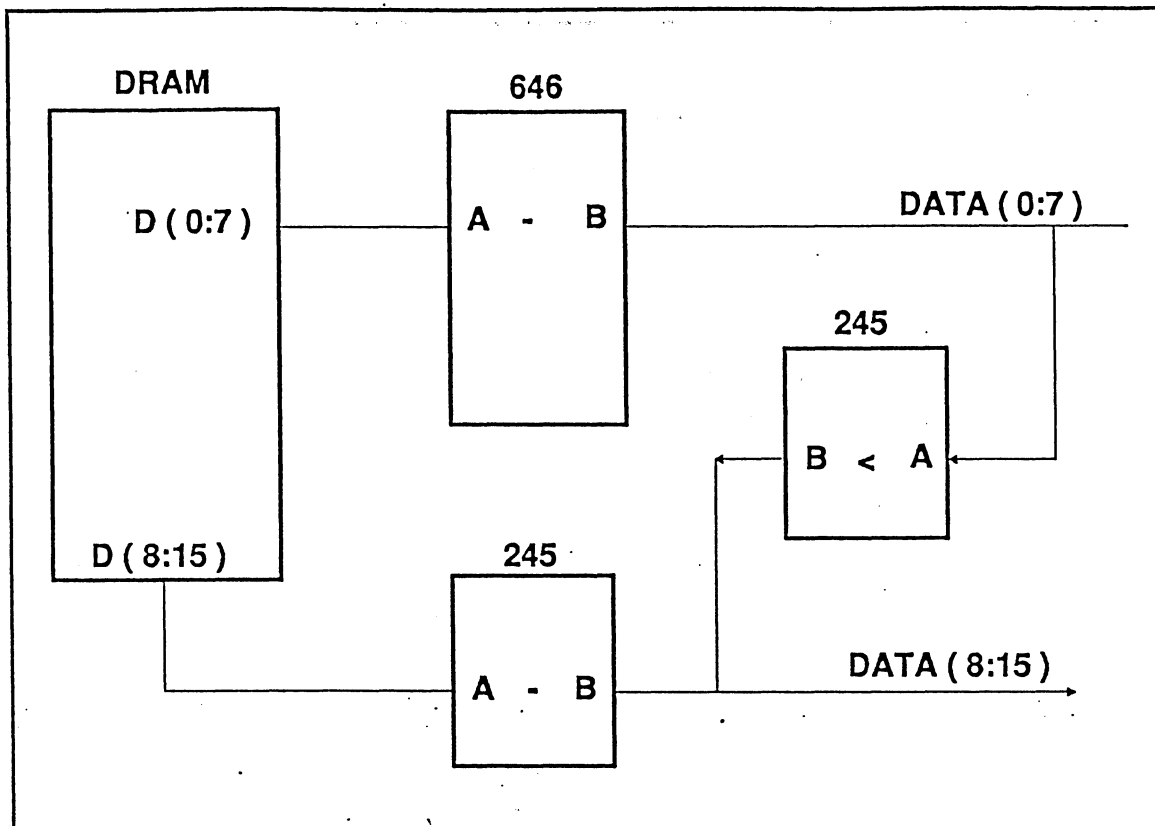 DRAM
646
D ( 0:7 )
A - B
DATA ( 0:7 )
245
B < A
D ( 8:15 )
245
A - B
DATA ( 8:15 )